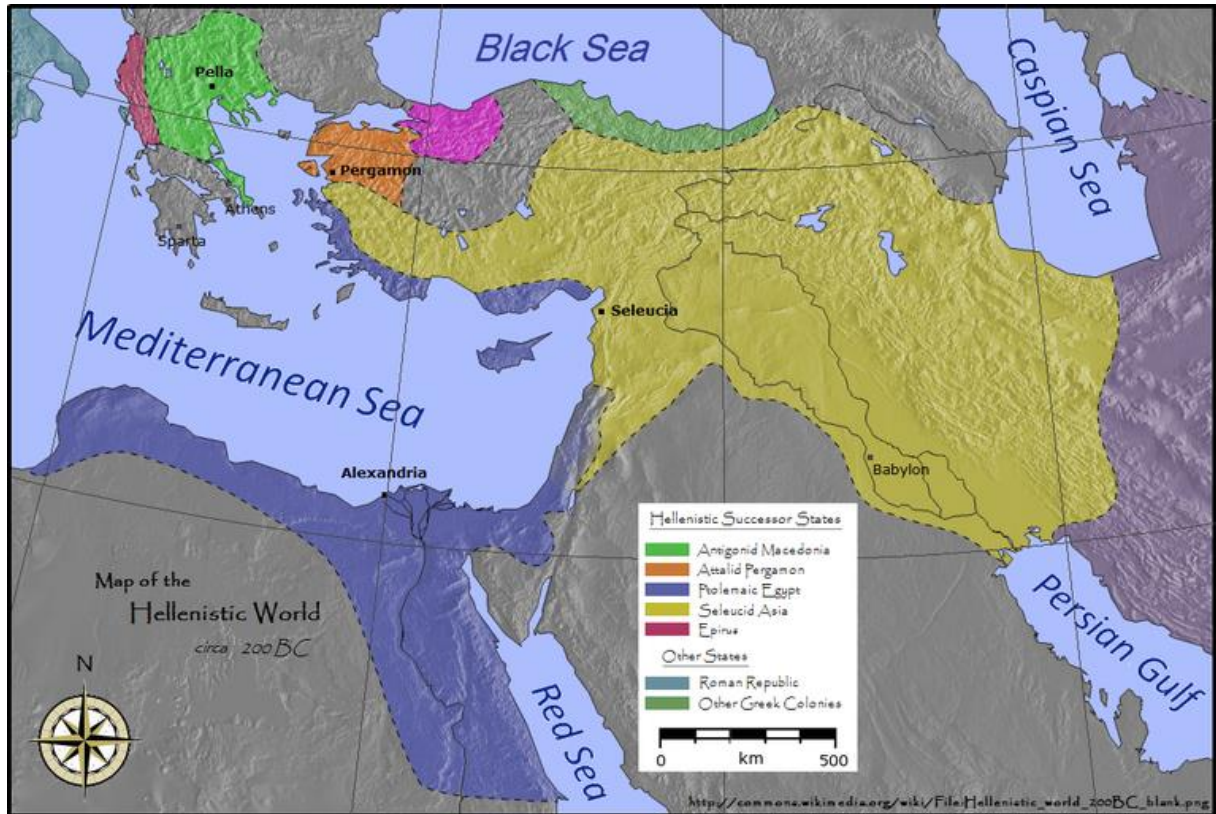 Black Sea
Caspian Sea
Pella
Pergamon
Athens
Sparta
Seleucia
Mediterranean Sea
Alexandria
Babylon
Map of the
Hellenistic World
circa 200 BC
N
Red Sea
Persian Gulf
Hellenistic Successor States
Antigonid Macedonia
Attalid Pergamon
Ptolemaic Egypt
Seleucid Asia
Epirus
Other States
Roman Republic
Other Greek Colonies
0 km 500
http://commons.wikimedia.org/wiki/File:Hellenistic_world_200BC_blank.png